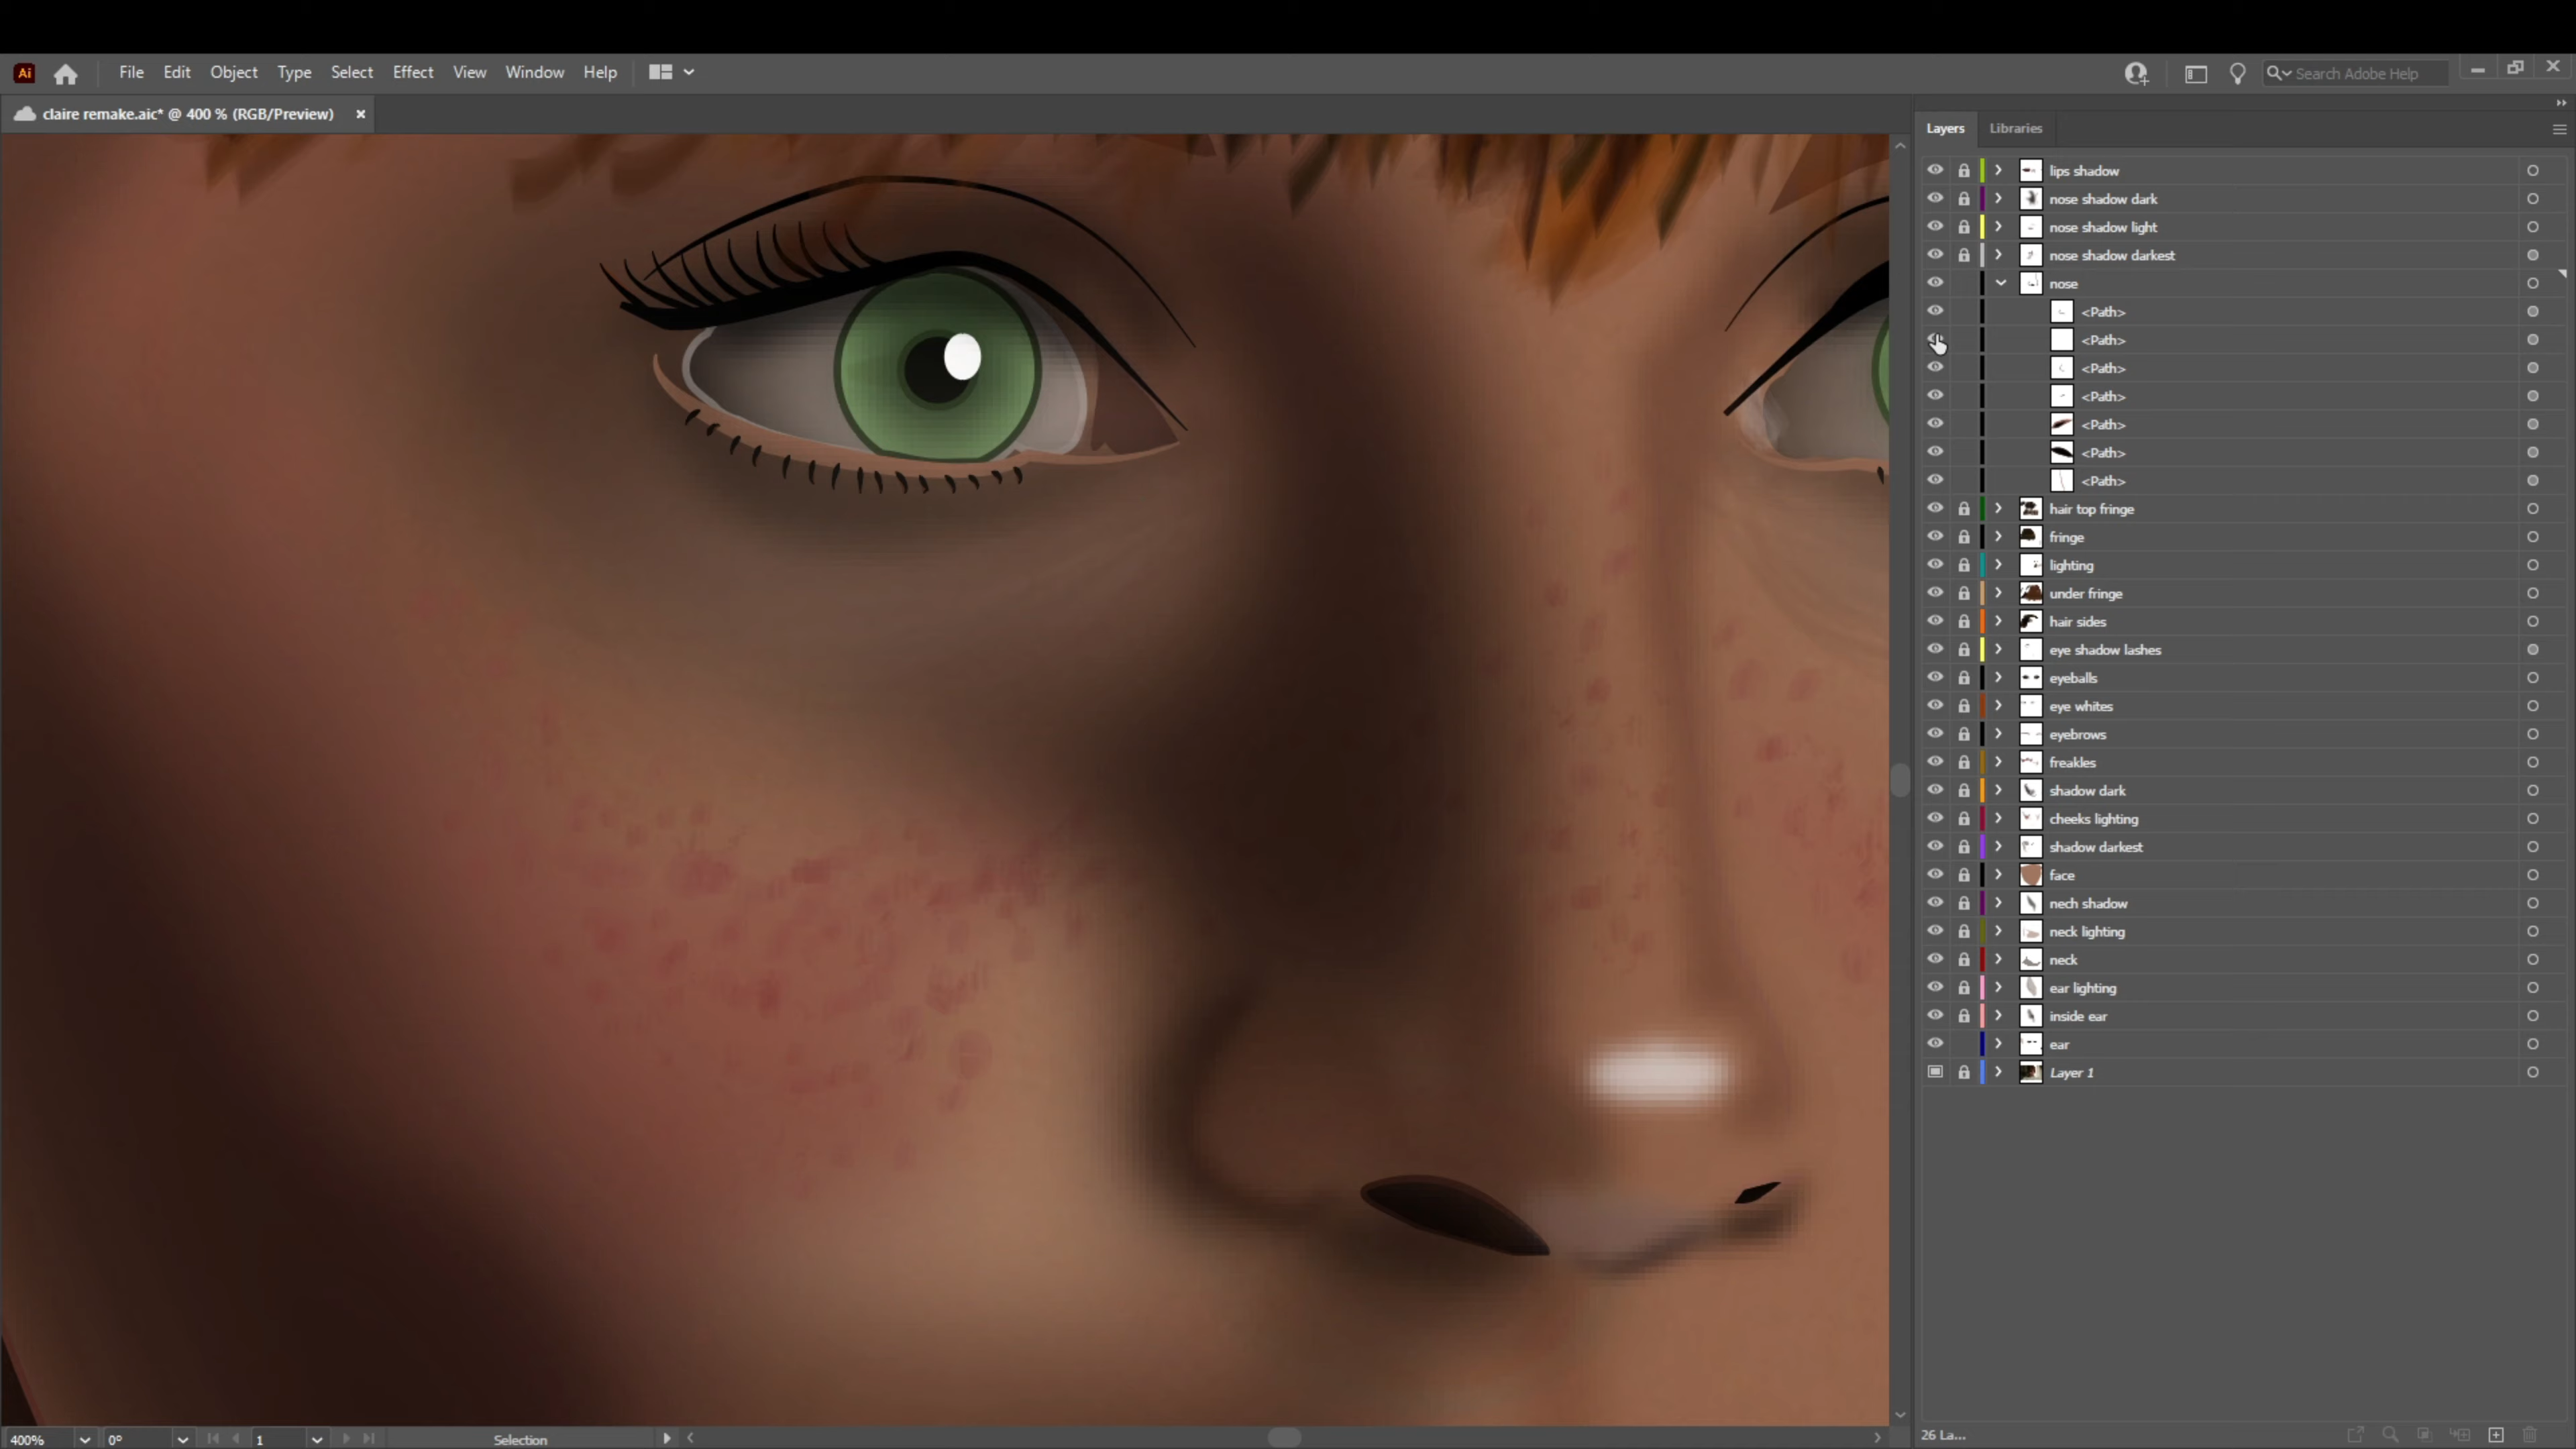 Ai File Edit Object Type Select Effect View Window Help Search Adobe Help
claire remake.aic* @ 400 % (RGB/Preview) ×
Layers Libraries
lips shadow
nose shadow dark
nose shadow light
nose shadow darkest
nose
<Path>
<Path>
<Path>
<Path>
<Path>
<Path>
<Path>
hair top fringe
fringe
lighting
under fringe
hair sides
eye shadow lashes
eyeballs
eye whites
eyebrows
freakles
shadow dark
cheeks lighting
shadow darkest
face
nech shadow
neck lighting
neck
ear lighting
inside ear
ear
Layer 1
400% 0° 1 Selection
26 La...